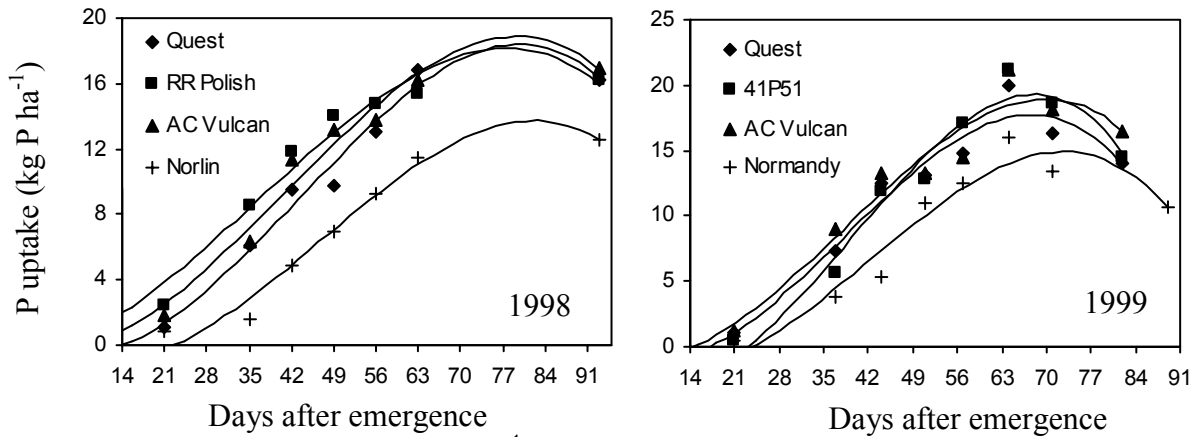 P uptake (kg P ha-1)
20
16
12
8
4
0
Quest
RR Polish
AC Vulcan
Norlin
1998
14 21 28 35 42 49 56 63 70 77 84 91
Days after emergence
25
20
15
10
5
0
Quest
41P51
AC Vulcan
Normandy
1999
14 21 28 35 42 49 56 63 70 77 84 91
Days after emergence